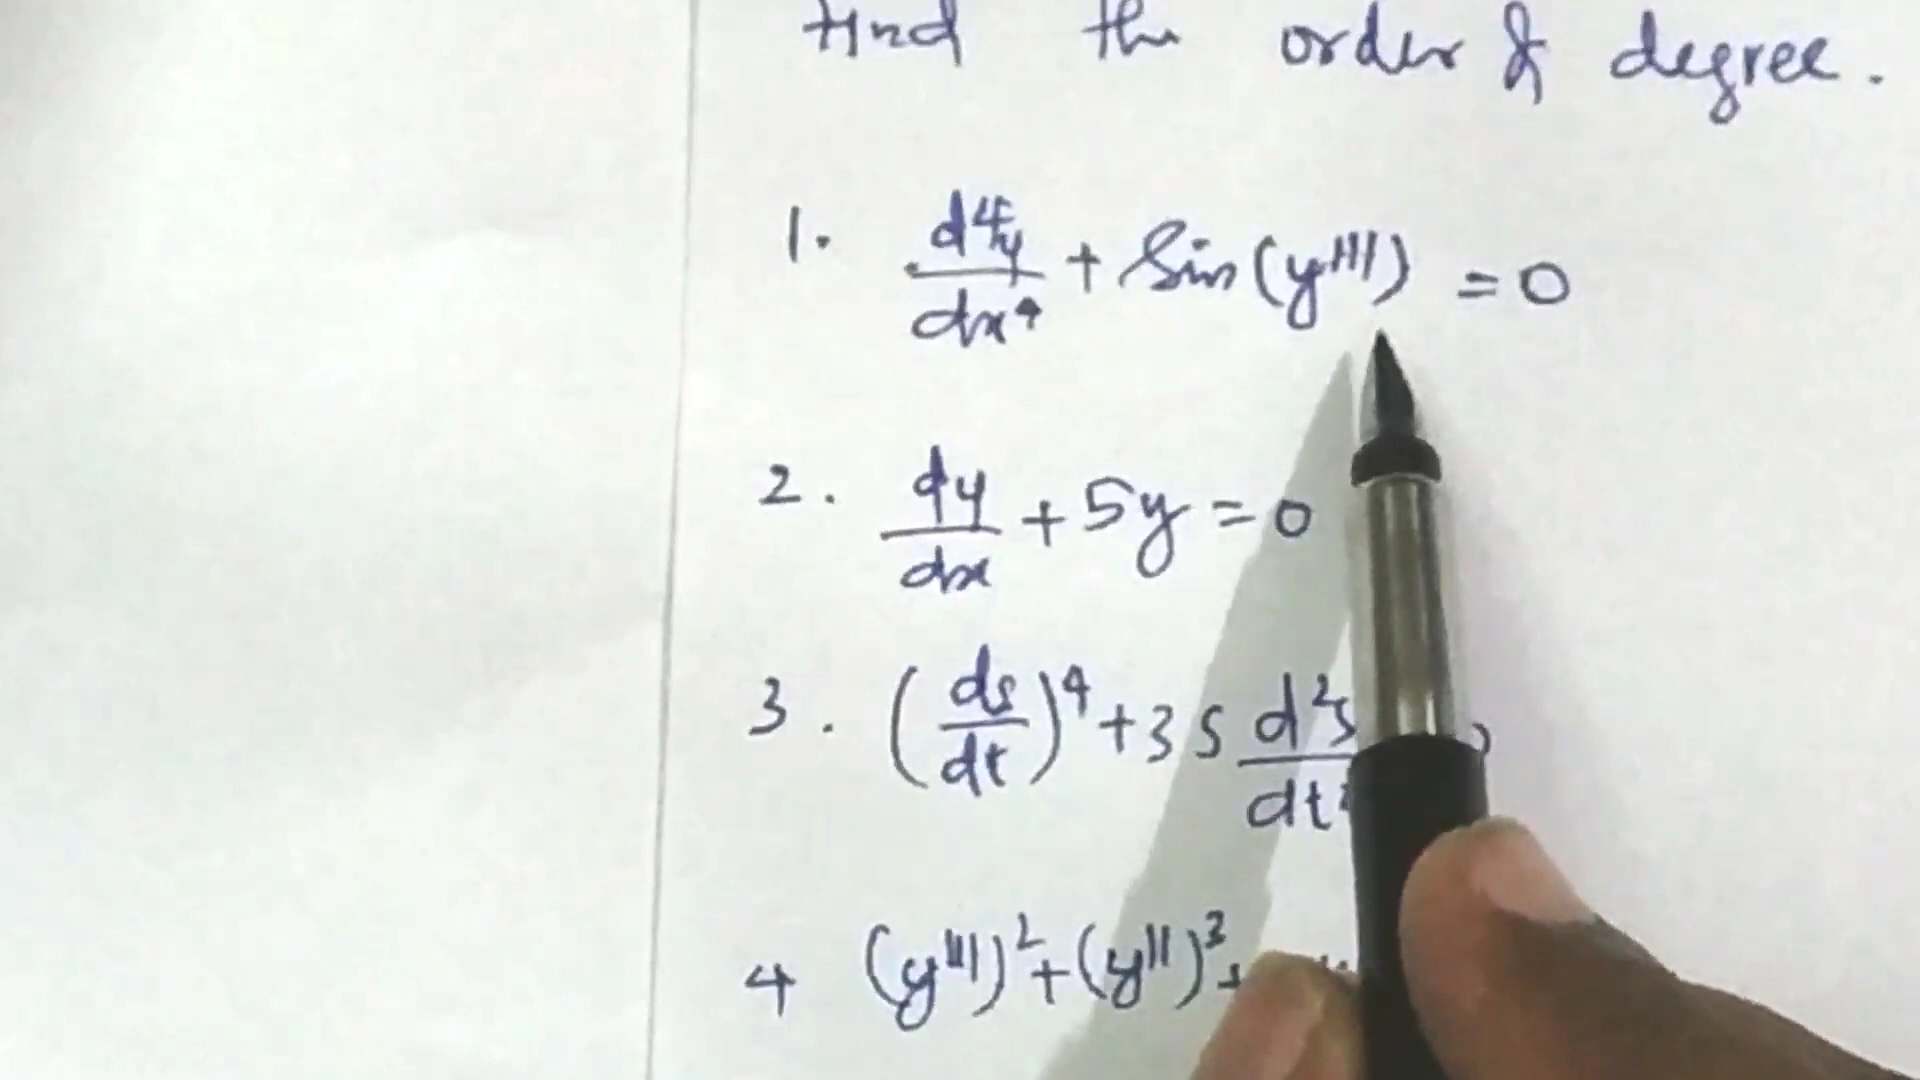 Find the order & degree.
1. d⁴y/dx⁴ + Sin(y''') = 0
2. dy/dx + 5y = 0
3. (ds/dt)⁴ + 3s d²s/dt²
4 (y''')² + (y'')³ +